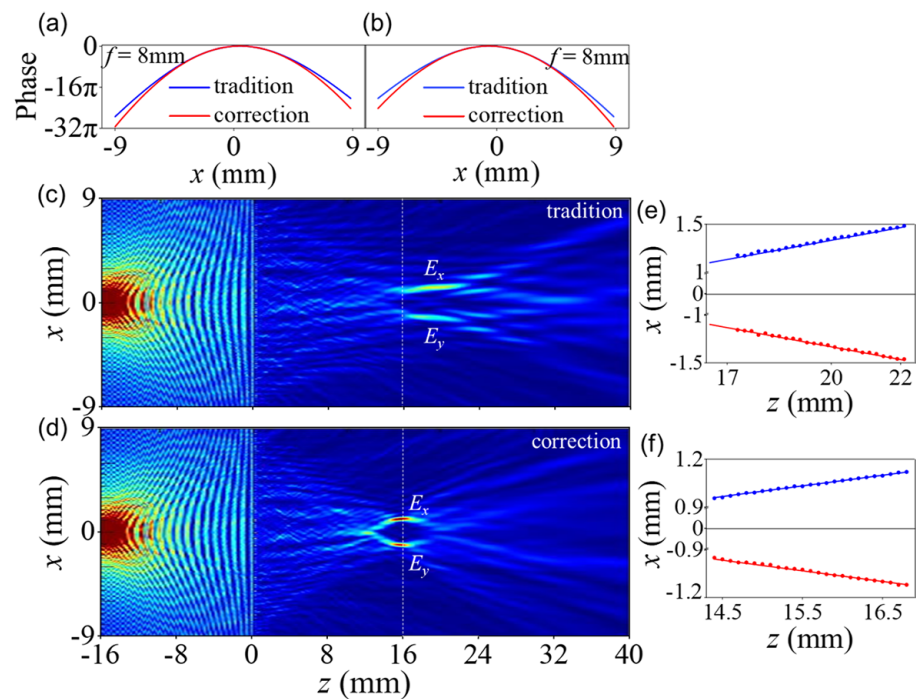 (a)
(b)
Phase
0
-16π
-32π
f = 8mm
tradition
correction
f = 8mm
tradition
correction
-9
0
9
-9
0
9
x (mm)
x (mm)
(c)
9
0
-9
x (mm)
tradition
Ex
Ey
(e)
1.5
1
0
-1
-1.5
x (mm)
17
20
22
z (mm)
(d)
9
0
-9
x (mm)
correction
Ex
Ey
-16
-8
0
8
16
24
32
40
z (mm)
(f)
1.2
0.9
0
-0.9
-1.2
x (mm)
14.5
15.5
16.5
z (mm)